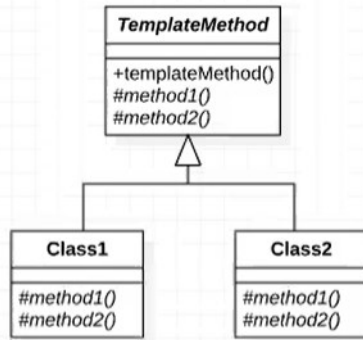 TemplateMethod
+templateMethod()
#method1()
#method2()
Class1
#method1()
#method2()
Class2
#method1()
#method2()